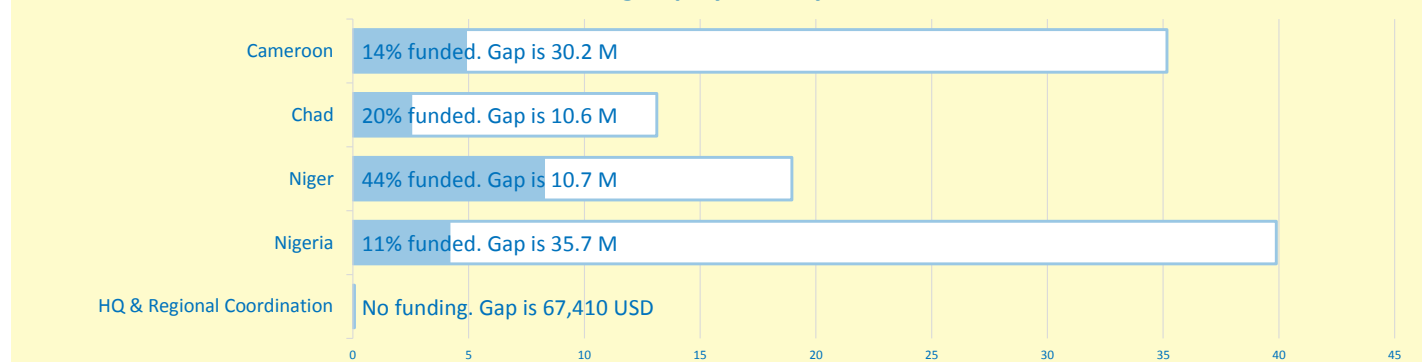 Cameroon 14% funded. Gap is 30.2 M
Chad 20% funded. Gap is 10.6 M
Niger 44% funded. Gap is 10.7 M
Nigeria 11% funded. Gap is 35.7 M
HQ & Regional Coordination No funding. Gap is 67,410 USD
0 5 10 15 20 25 30 35 40 45